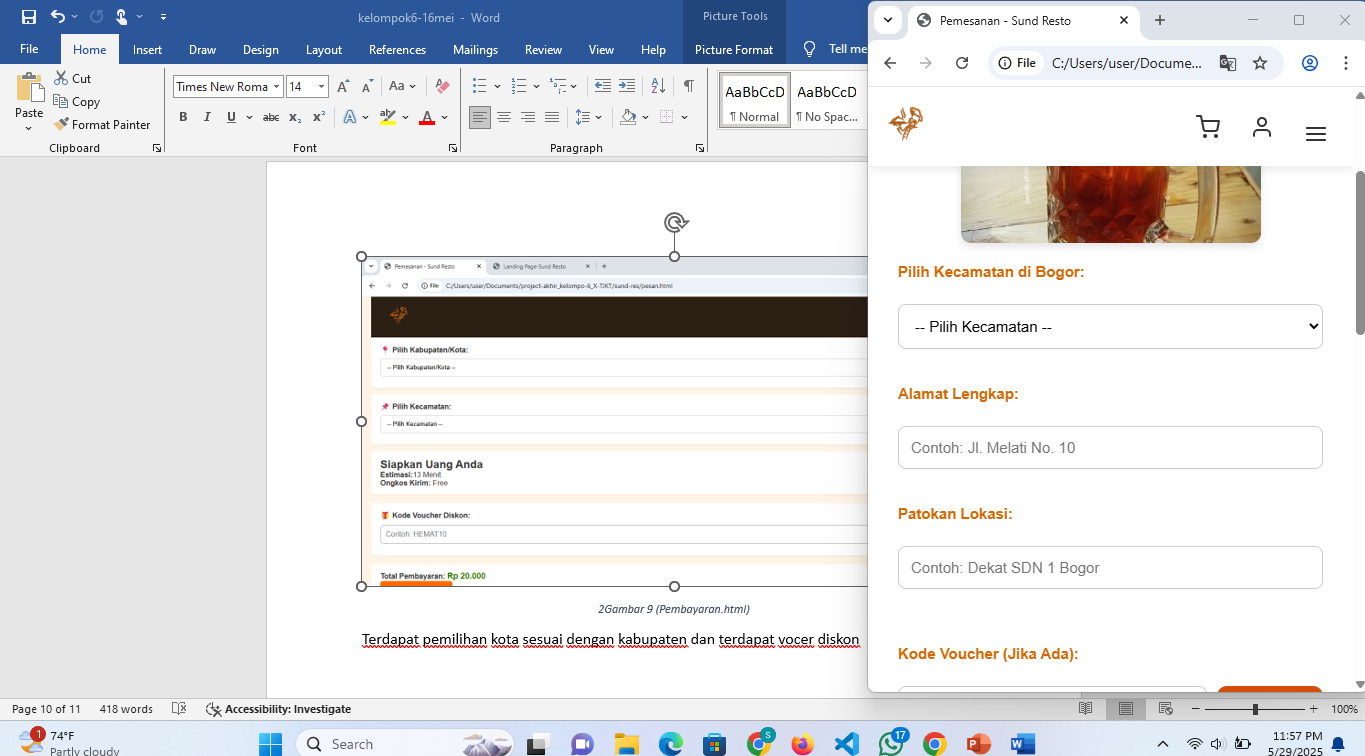 kelompok6-16mei - Word
Picture Tools
File Home Insert Draw Design Layout References Mailings Review View Help Picture Format Tell me
Paste
Cut
Copy
Format Painter
Clipboard
Times New Roma 14
Font
Paragraph
AaBbCcD AaBbCcD
¶ Normal ¶ No Spac...
Pemesanan - Sund Resto Landing Page-Sund Resto
File C:/Users/user/Documents/project-akhir_kelompo-6_X-TJKT/sund-res/pesan.html
Pilih Kabupaten/Kota:
-- Pilih Kabupaten/Kota --
Pilih Kecamatan:
-- Pilih Kecamatan --
Siapkan Uang Anda
Estimasi:13 Menit
Ongkos Kirim: Free
Kode Voucher Diskon:
Contoh: HEMAT10
Total Pembayaran: Rp 20.000
2Gambar 9 (Pembayaran.html)
Terdapat pemilihan kota sesuai dengan kabupaten dan terdapat vocer diskon
Pemesanan - Sund Resto
File C:/Users/user/Docume...
Pilih Kecamatan di Bogor:
-- Pilih Kecamatan --
Alamat Lengkap:
Contoh: Jl. Melati No. 10
Patokan Lokasi:
Contoh: Dekat SDN 1 Bogor
Kode Voucher (Jika Ada):
Page 10 of 11 418 words Accessibility: Investigate 100%
1 74°F
Partly cloudy
Search
S
17
11:57 PM
5/29/2025